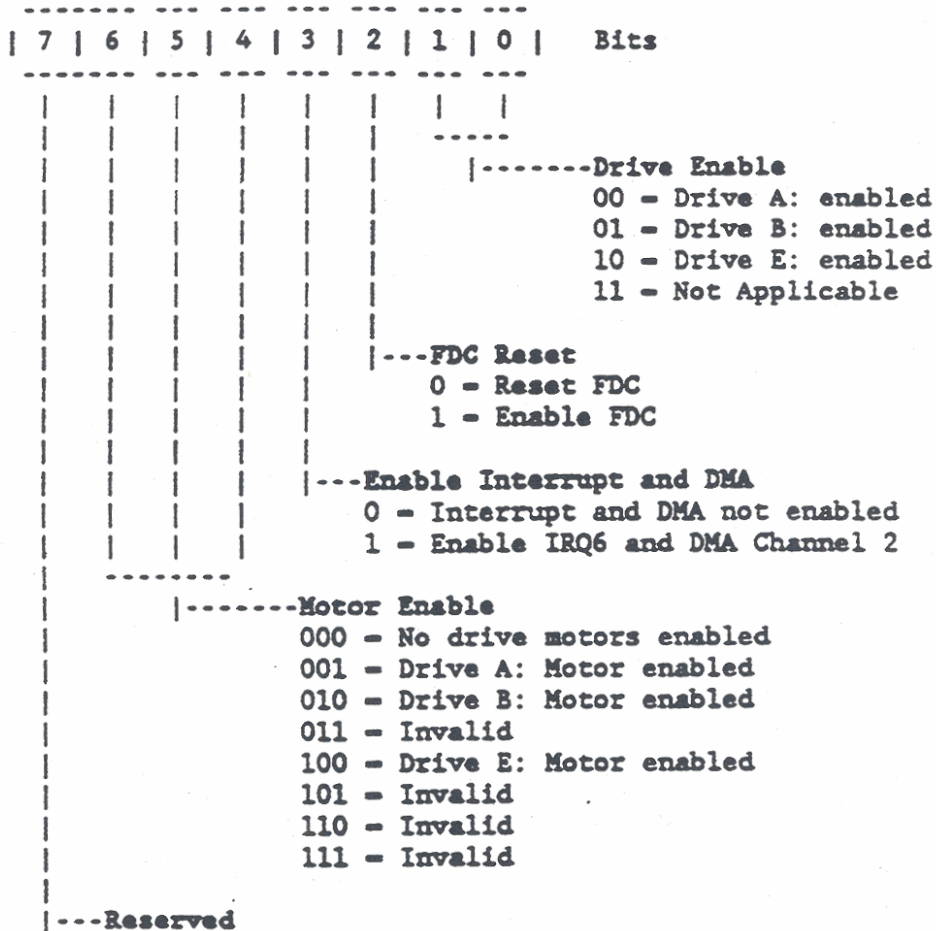 | 7 | 6 | 5 | 4 | 3 | 2 | 1 | 0 | Bits
Drive Enable
00 = Drive A: enabled
01 = Drive B: enabled
10 = Drive E: enabled
11 = Not Applicable
FDC Reset
0 = Reset FDC
1 = Enable FDC
Enable Interrupt and DMA
0 = Interrupt and DMA not enabled
1 = Enable IRQ6 and DMA Channel 2
Motor Enable
000 = No drive motors enabled
001 = Drive A: Motor enabled
010 = Drive B: Motor enabled
011 = Invalid
100 = Drive E: Motor enabled
101 = Invalid
110 = Invalid
111 = Invalid
Reserved